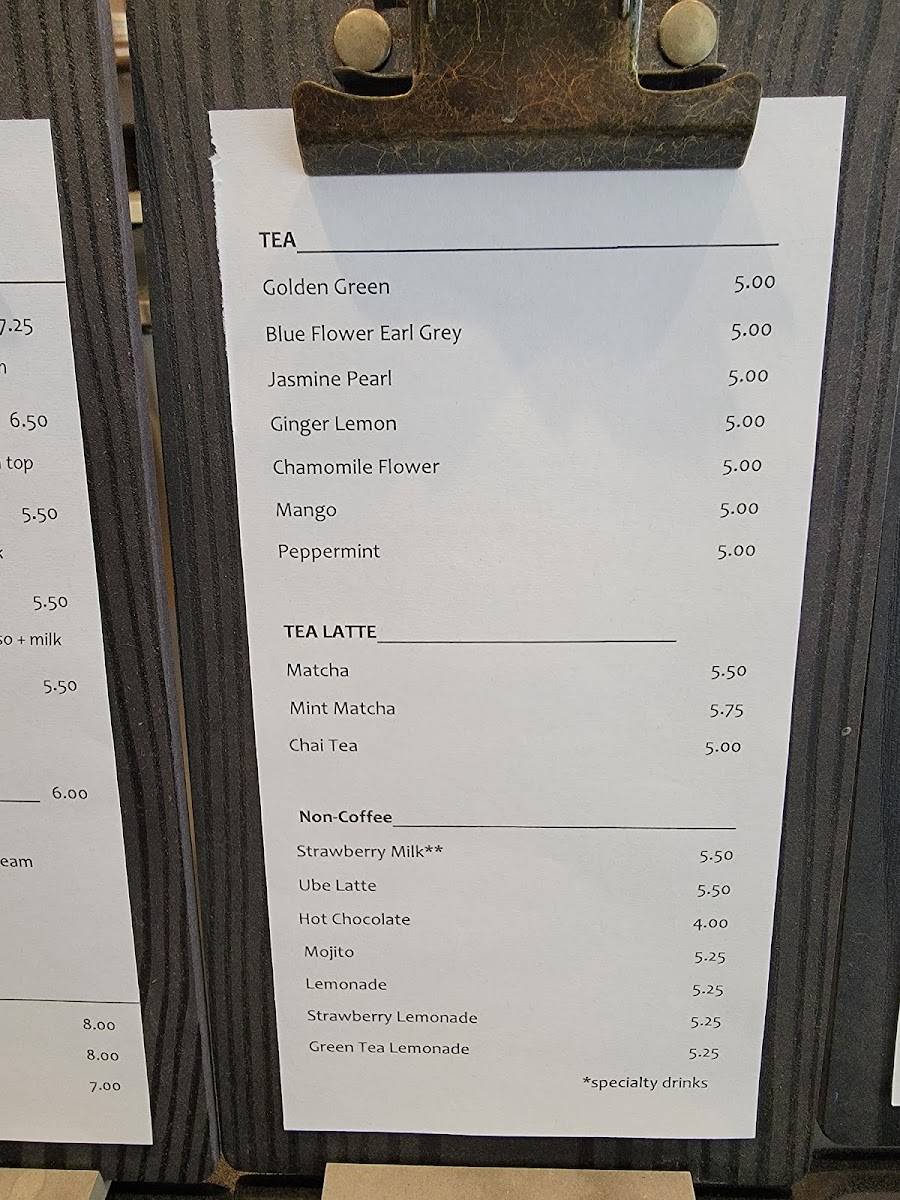 7.25
6.50
top
5.50
5.50
so + milk
5.50
6.00
eam
8.00
8.00
7.00
TEA
Golden Green 5.00
Blue Flower Earl Grey 5.00
Jasmine Pearl 5.00
Ginger Lemon 5.00
Chamomile Flower 5.00
Mango 5.00
Peppermint 5.00
TEA LATTE
Matcha 5.50
Mint Matcha 5.75
Chai Tea 5.00
Non-Coffee
Strawberry Milk** 5.50
Ube Latte 5.50
Hot Chocolate 4.00
Mojito 5.25
Lemonade 5.25
Strawberry Lemonade 5.25
Green Tea Lemonade 5.25
*specialty drinks